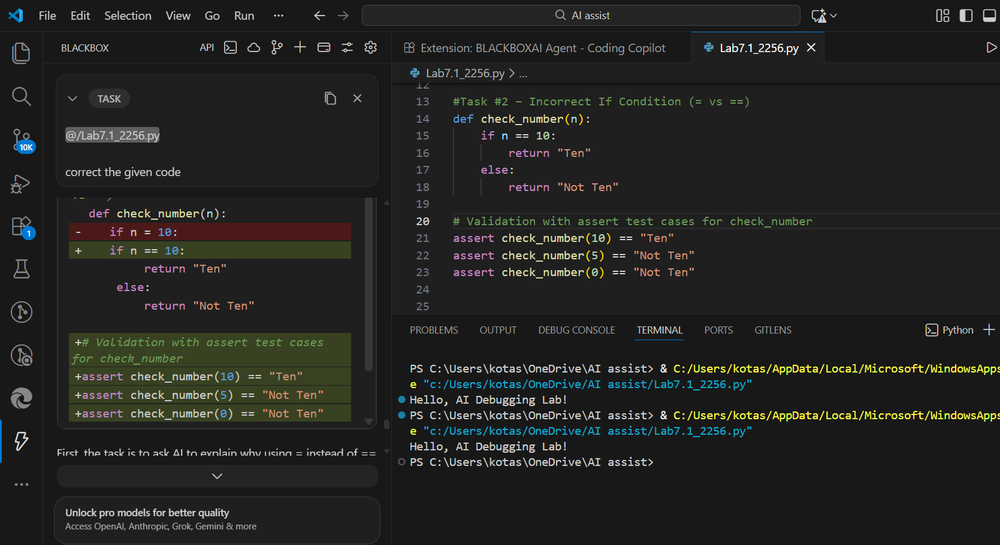 File Edit Selection View Go Run ··· AI assist
BLACKBOX API
TASK
@/Lab7.1_2256.py
correct the given code
def check_number(n):
- if n = 10:
+ if n == 10:
return "Ten"
else:
return "Not Ten"
+# Validation with assert test cases
for check_number
+assert check_number(10) == "Ten"
+assert check_number(5) == "Not Ten"
+assert check_number(0) == "Not Ten"
First, the task is to ask AI to explain why using = instead of ==
Unlock pro models for better quality
Access OpenAI, Anthropic, Grok, Gemini & more
10K
1
Extension: BLACKBOXAI Agent - Coding Copilot
Lab7.1_2256.py
Lab7.1_2256.py > ...
12
13 #Task #2 – Incorrect If Condition (= vs ==)
14 def check_number(n):
15 if n == 10:
16 return "Ten"
17 else:
18 return "Not Ten"
19
20 # Validation with assert test cases for check_number
21 assert check_number(10) == "Ten"
22 assert check_number(5) == "Not Ten"
23 assert check_number(0) == "Not Ten"
24
25
PROBLEMS OUTPUT DEBUG CONSOLE TERMINAL PORTS GITLENS Python
PS C:\Users\kotas\OneDrive\AI assist> & C:/Users/kotas/AppData/Local/Microsoft/WindowsApps
e "c:/Users/kotas/OneDrive/AI assist/Lab7.1_2256.py"
Hello, AI Debugging Lab!
PS C:\Users\kotas\OneDrive\AI assist> & C:/Users/kotas/AppData/Local/Microsoft/WindowsApps
e "c:/Users/kotas/OneDrive/AI assist/Lab7.1_2256.py"
Hello, AI Debugging Lab!
PS C:\Users\kotas\OneDrive\AI assist>